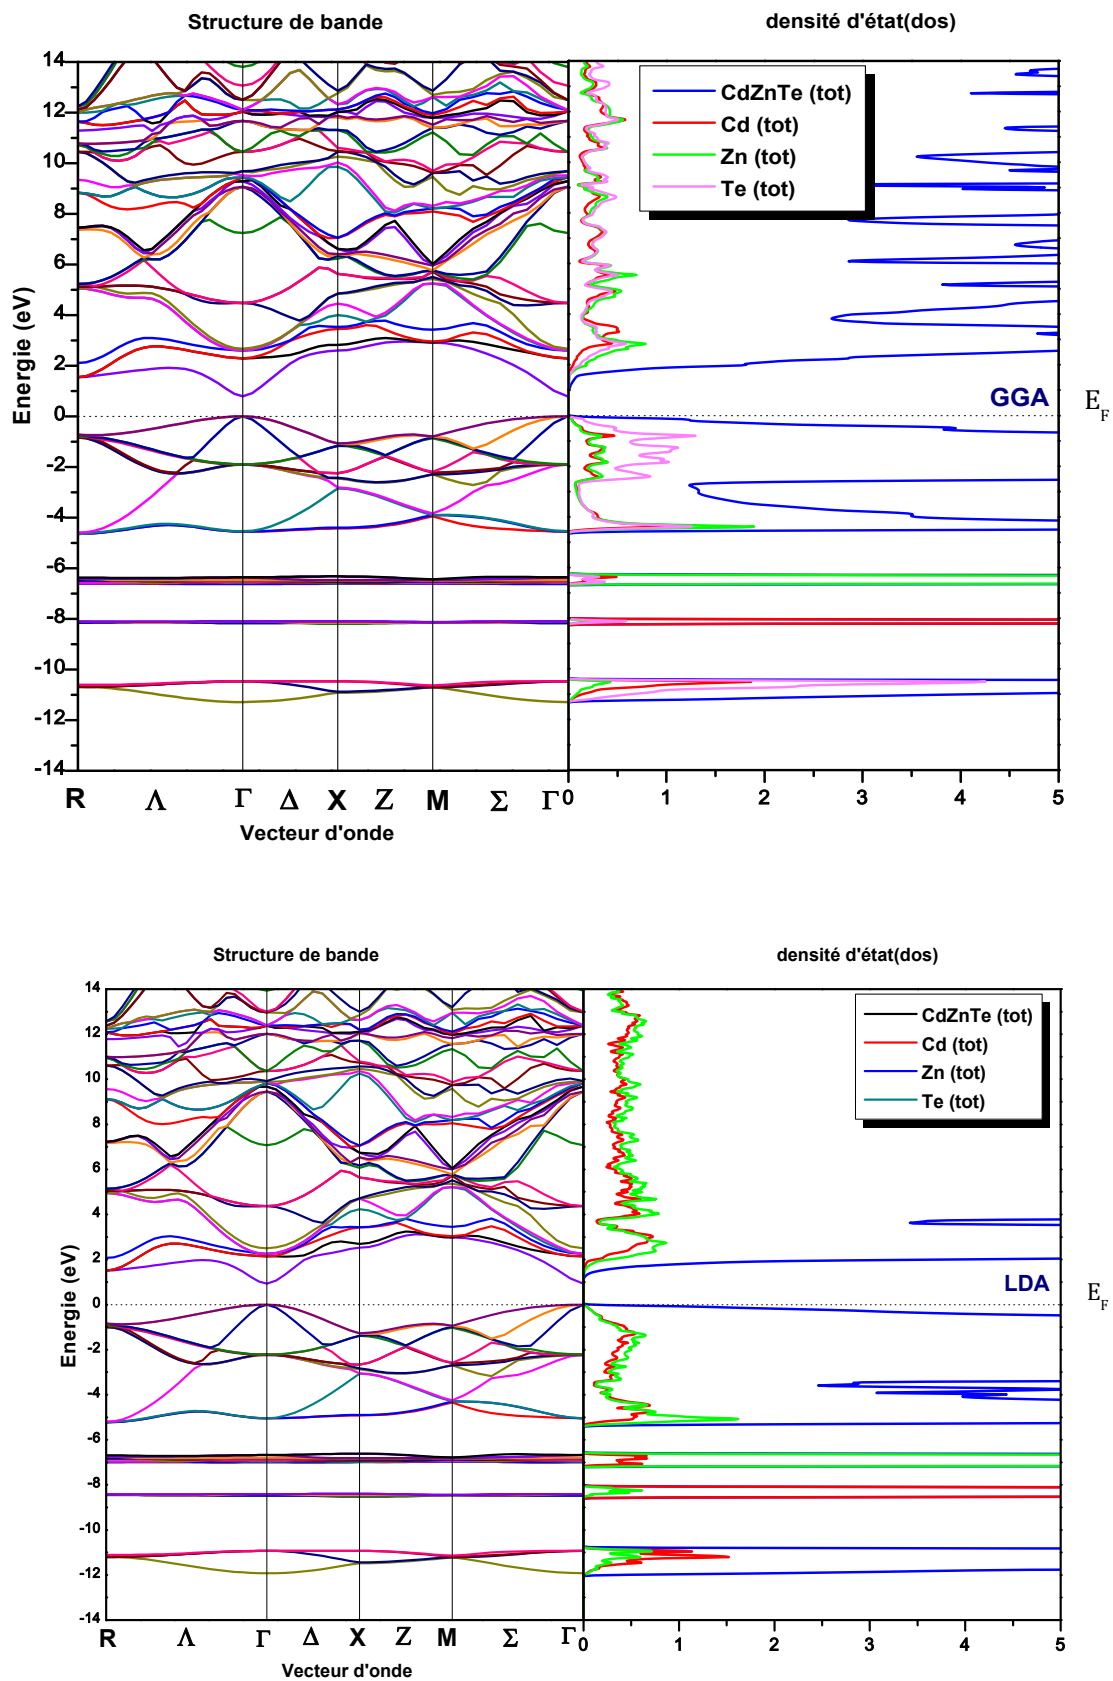 Structure de bande
densité d'état(dos)
14
12
10
8
6
4
2
0
-2
-4
-6
-8
-10
-12
-14
Energie (eV)
CdZnTe (tot)
Cd (tot)
Zn (tot)
Te (tot)
GGA
E_F
R Λ Γ Δ X Z M Σ Γ 0 1 2 3 4 5
Vecteur d'onde
Structure de bande
densité d'état(dos)
14
12
10
8
6
4
2
0
-2
-4
-6
-8
-10
-12
-14
Energie (eV)
CdZnTe (tot)
Cd (tot)
Zn (tot)
Te (tot)
LDA
E_F
R Λ Γ Δ X Z M Σ Γ 0 1 2 3 4 5
Vecteur d'onde